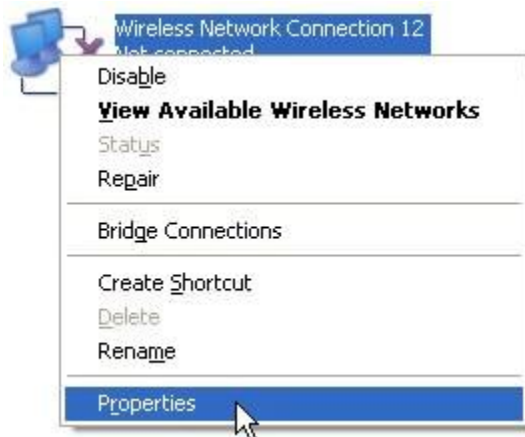 Wireless Network Connection 12
Not connected
Disable
View Available Wireless Networks
Status
Repair
Bridge Connections
Create Shortcut
Delete
Rename
Properties